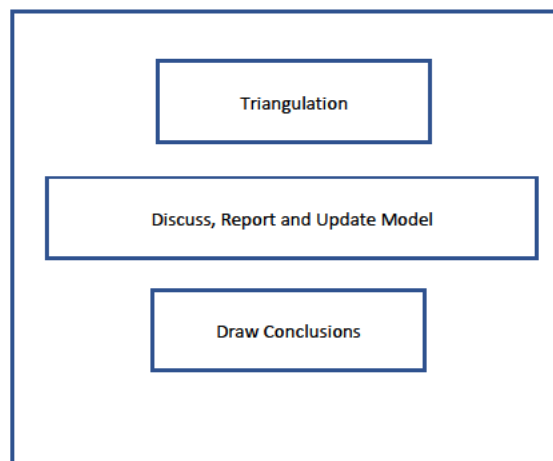 Triangulation
Discuss, Report and Update Model
Draw Conclusions